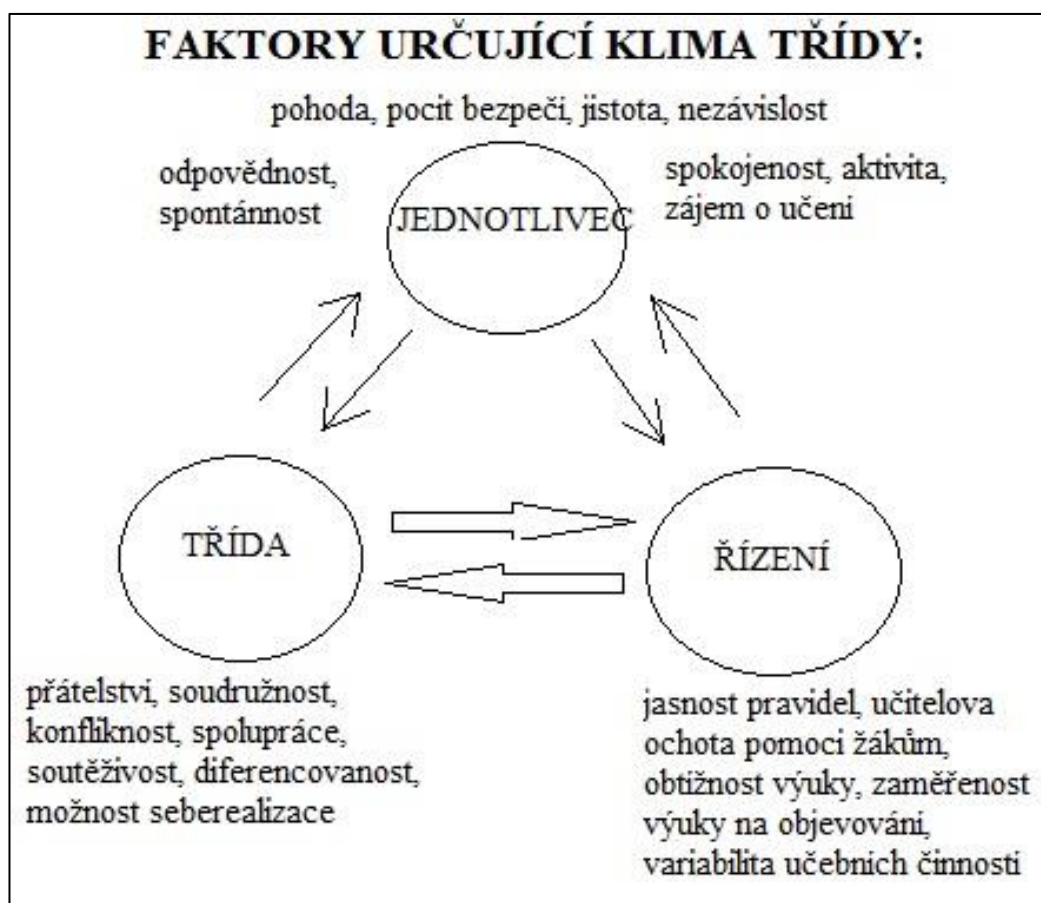 FAKTORY URČUJÍCÍ KLIMA TŘÍDY:
pohoda, pocit bezpečí, jistota, nezávislost
odpovědnost,
spontánnost
spokojenost, aktivita,
zájem o učení
JEDNOTLIVEC
TŘÍDA
ŘÍZENÍ
přátelství, soudružnost,
konfliknost, spolupráce,
soutěživost, diferencovanost,
možnost seberealizace
jasnost pravidel, učitelova
ochota pomoci žákům,
obtížnost výuky, zaměřenost
výuky na objevování,
variabilita učebních činností